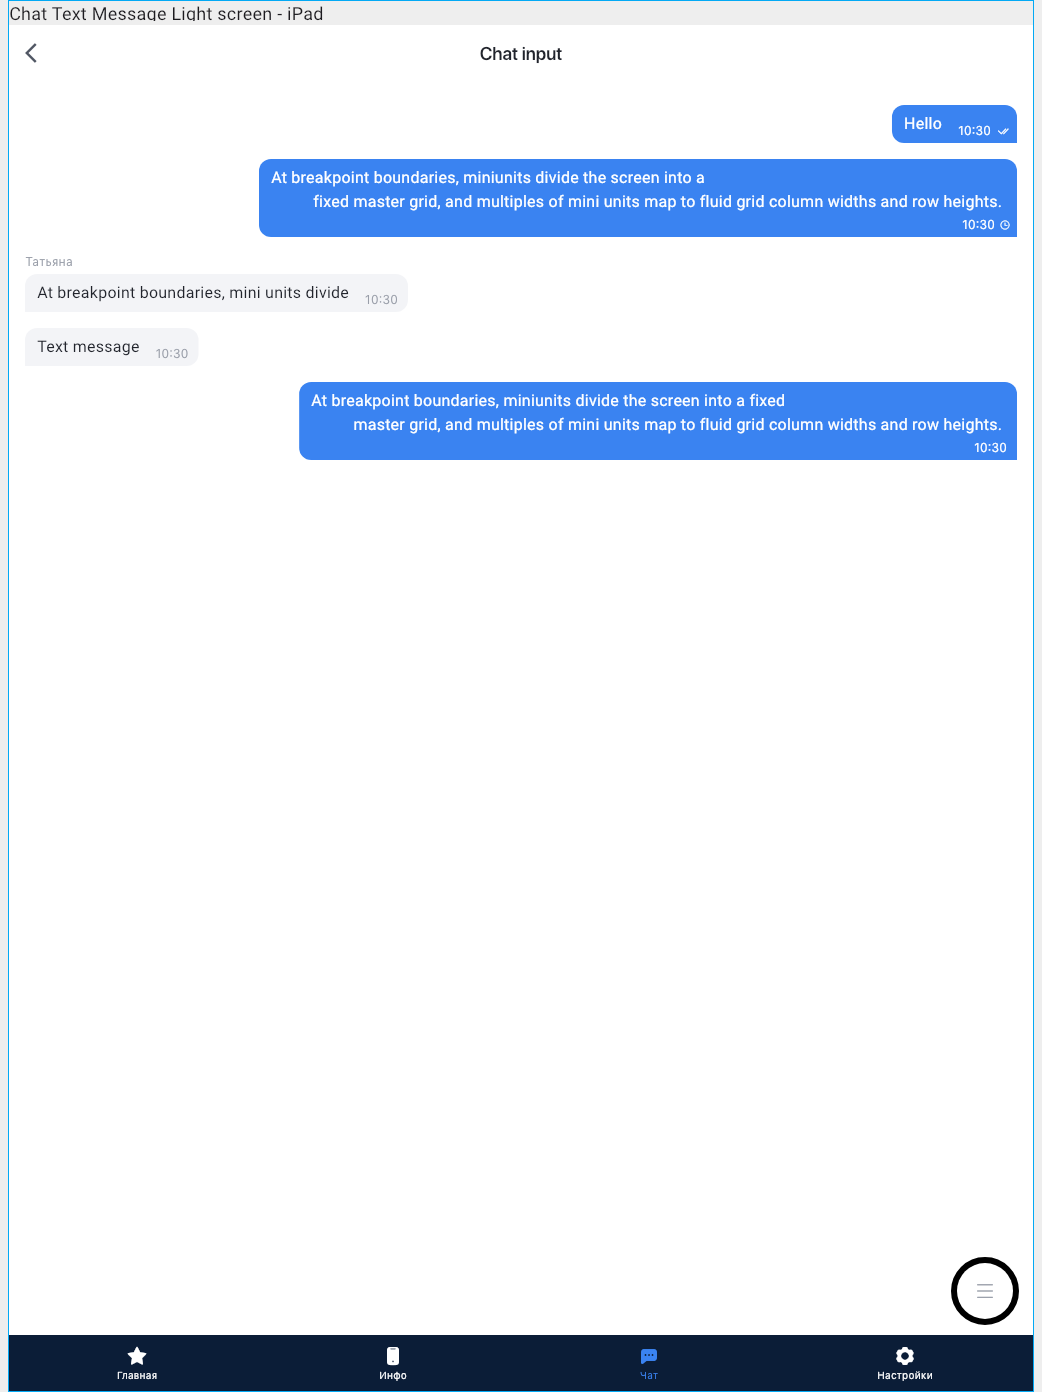 Chat Text Message Light screen - iPad
Chat input
Hello 10:30
At breakpoint boundaries, miniunits divide the screen into a
fixed master grid, and multiples of mini units map to fluid grid column widths and row heights.
10:30
Татьяна
At breakpoint boundaries, mini units divide 10:30
Text message 10:30
At breakpoint boundaries, miniunits divide the screen into a fixed
master grid, and multiples of mini units map to fluid grid column widths and row heights.
10:30
Главная Инфо Чат Настройки